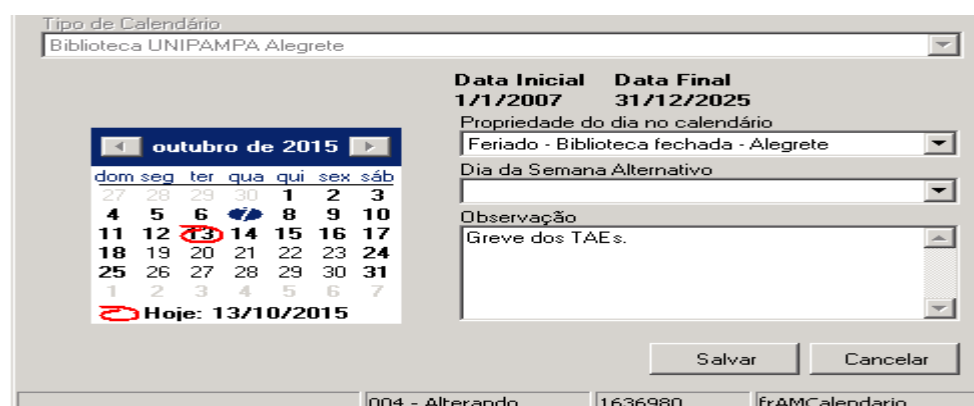 Tipo de Calendário
Biblioteca UNIPAMPA Alegrete
Data Inicial Data Final
1/1/2007 31/12/2025
Propriedade do dia no calendário
Feriado - Biblioteca fechada - Alegrete
Dia da Semana Alternativo
Observação
Greve dos TAEs.
outubro de 2015
dom seg ter qua qui sex sáb
27 28 29 30 1 2 3
4 5 6 7 8 9 10
11 12 13 14 15 16 17
18 19 20 21 22 23 24
25 26 27 28 29 30 31
1 2 3 4 5 6 7
Hoje: 13/10/2015
Salvar Cancelar
004 - Alterando 1636980 frAMCalendario